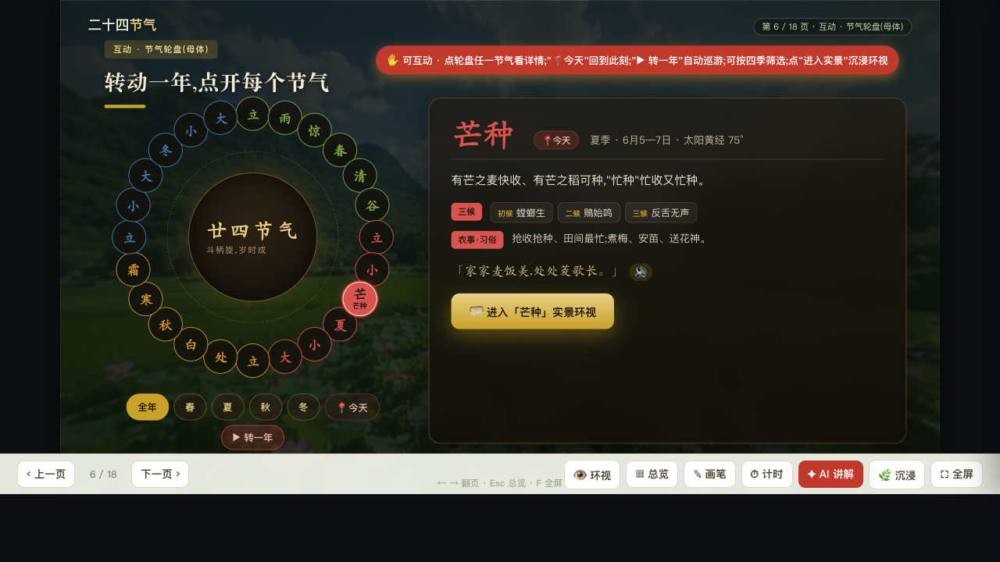 二十四节气
第 6 / 18 页 · 互动 · 节气轮盘(母体)
互动 · 节气轮盘(母体)
🖐 可互动 · 点轮盘任一节气看详情;"📍今天"回到此刻;"▶ 转一年"自动巡游;可按四季筛选;点"进入实景"沉浸环视
转动一年,点开每个节气
立
雨
惊
春
清
谷
立
小
芒
芒种
夏
小
大
立
处
白
秋
寒
霜
立
小
大
冬
小
大
廿四节气
斗柄旋,岁时成
全年
春
夏
秋
冬
📍今天
▶ 转一年
芒种
📍今天
夏季 · 6月5—7日 · 太阳黄经 75°
有芒之麦快收、有芒之稻可种,"忙种"忙收又忙种。
三候
初候 螳螂生
二候 鵙始鸣
三候 反舌无声
农事·习俗
抢收抢种、田间最忙;煮梅、安苗、送花神。
「家家麦饭美,处处菱歌长。」
进入「芒种」实景环视
‹ 上一页
6 / 18
下一页 ›
← → 翻页 · Esc 总览 · F 全屏
👁 环视
▦ 总览
✎ 画笔
⏱ 计时
✦ AI 讲解
🌿 沉浸
⛶ 全屏